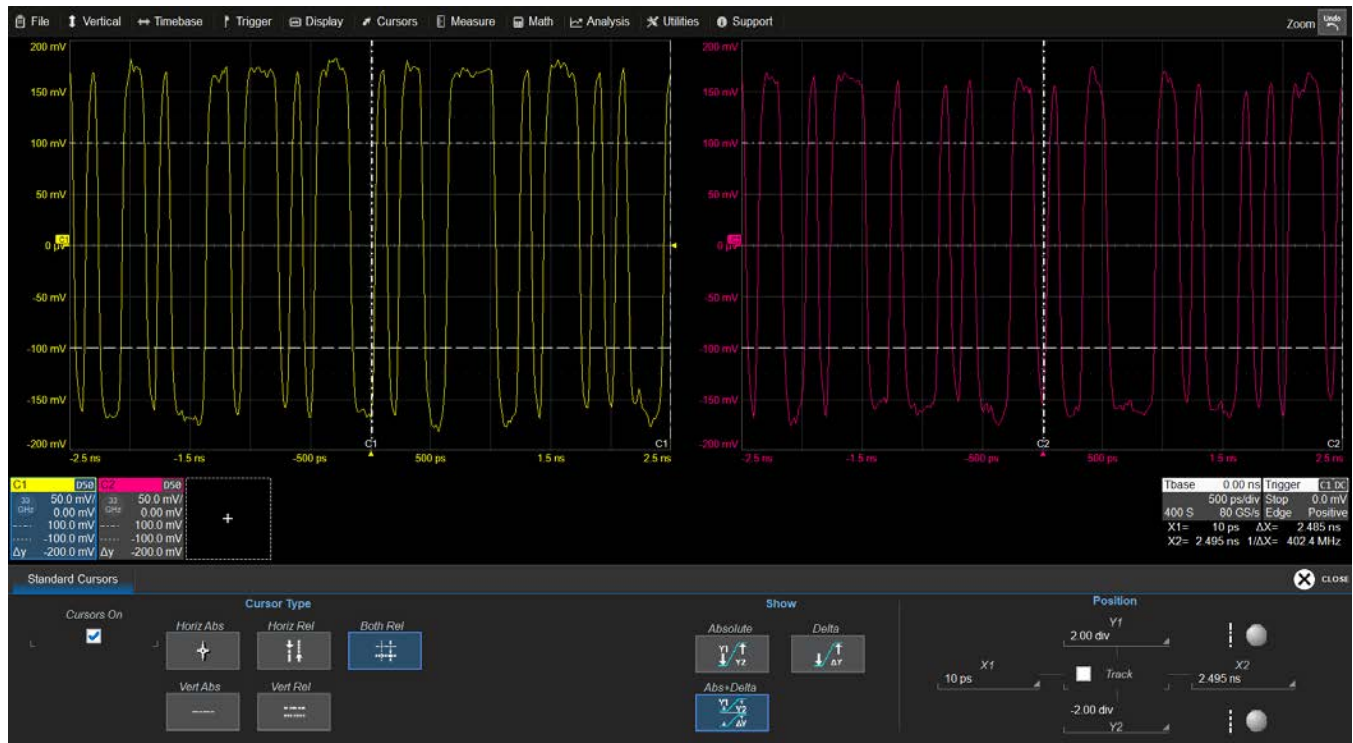 File Vertical Timebase Trigger Display Cursors Measure Math Analysis Utilities Support Zoom Undo
200 mV 200 mV
150 mV 150 mV
100 mV 100 mV
50 mV 50 mV
0 µV C1
-50 mV -50 mV
-100 mV -100 mV
-150 mV -150 mV
-200 mV C1 C1 -200 mV C2 C2
-2.5 ns -1.5 ns -500 ps 500 ps 1.5 ns 2.5 ns -2.5 ns -1.5 ns -500 ps 500 ps 1.5 ns 2.5 ns
C1 D50 C2 D50 Tbase 0.00 ns Trigger C1 DC
33 GHz 50.0 mV/ 33 GHz 50.0 mV/ 500 ps/div Stop 0.0 mV
0.00 mV 0.00 mV 400 S 80 GS/s Edge Positive
100.0 mV 100.0 mV X1= 10 ps ΔX= 2.485 ns
-100.0 mV -100.0 mV X2= 2.495 ns 1/ΔX= 402.4 MHz
Δy -200.0 mV Δy -200.0 mV
+
Standard Cursors CLOSE
Cursors On
Cursor Type
Horiz Abs Horiz Rel Both Rel
Vert Abs Vert Rel
Show
Absolute Delta
Y1 Y2 ΔY
Abs+Delta
Y1 Y2 ΔY
Position
Y1
2.00 div
X1 Track X2
10 ps 2.495 ns
-2.00 div
Y2